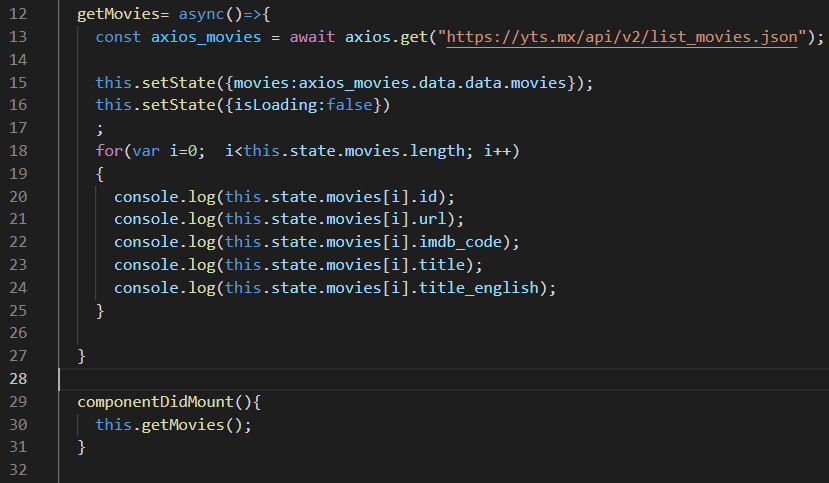 12 getMovies= async()=>{
13 const axios_movies = await axios.get("https://yts.mx/api/v2/list_movies.json");
14
15 this.setState({movies:axios_movies.data.data.movies});
16 this.setState({isLoading:false})
17 ;
18 for(var i=0;  i<this.state.movies.length; i++)
19 {
20 console.log(this.state.movies[i].id);
21 console.log(this.state.movies[i].url);
22 console.log(this.state.movies[i].imdb_code);
23 console.log(this.state.movies[i].title);
24 console.log(this.state.movies[i].title_english);
25 }
26
27 }
28
29 componentDidMount(){
30 this.getMovies();
31 }
32